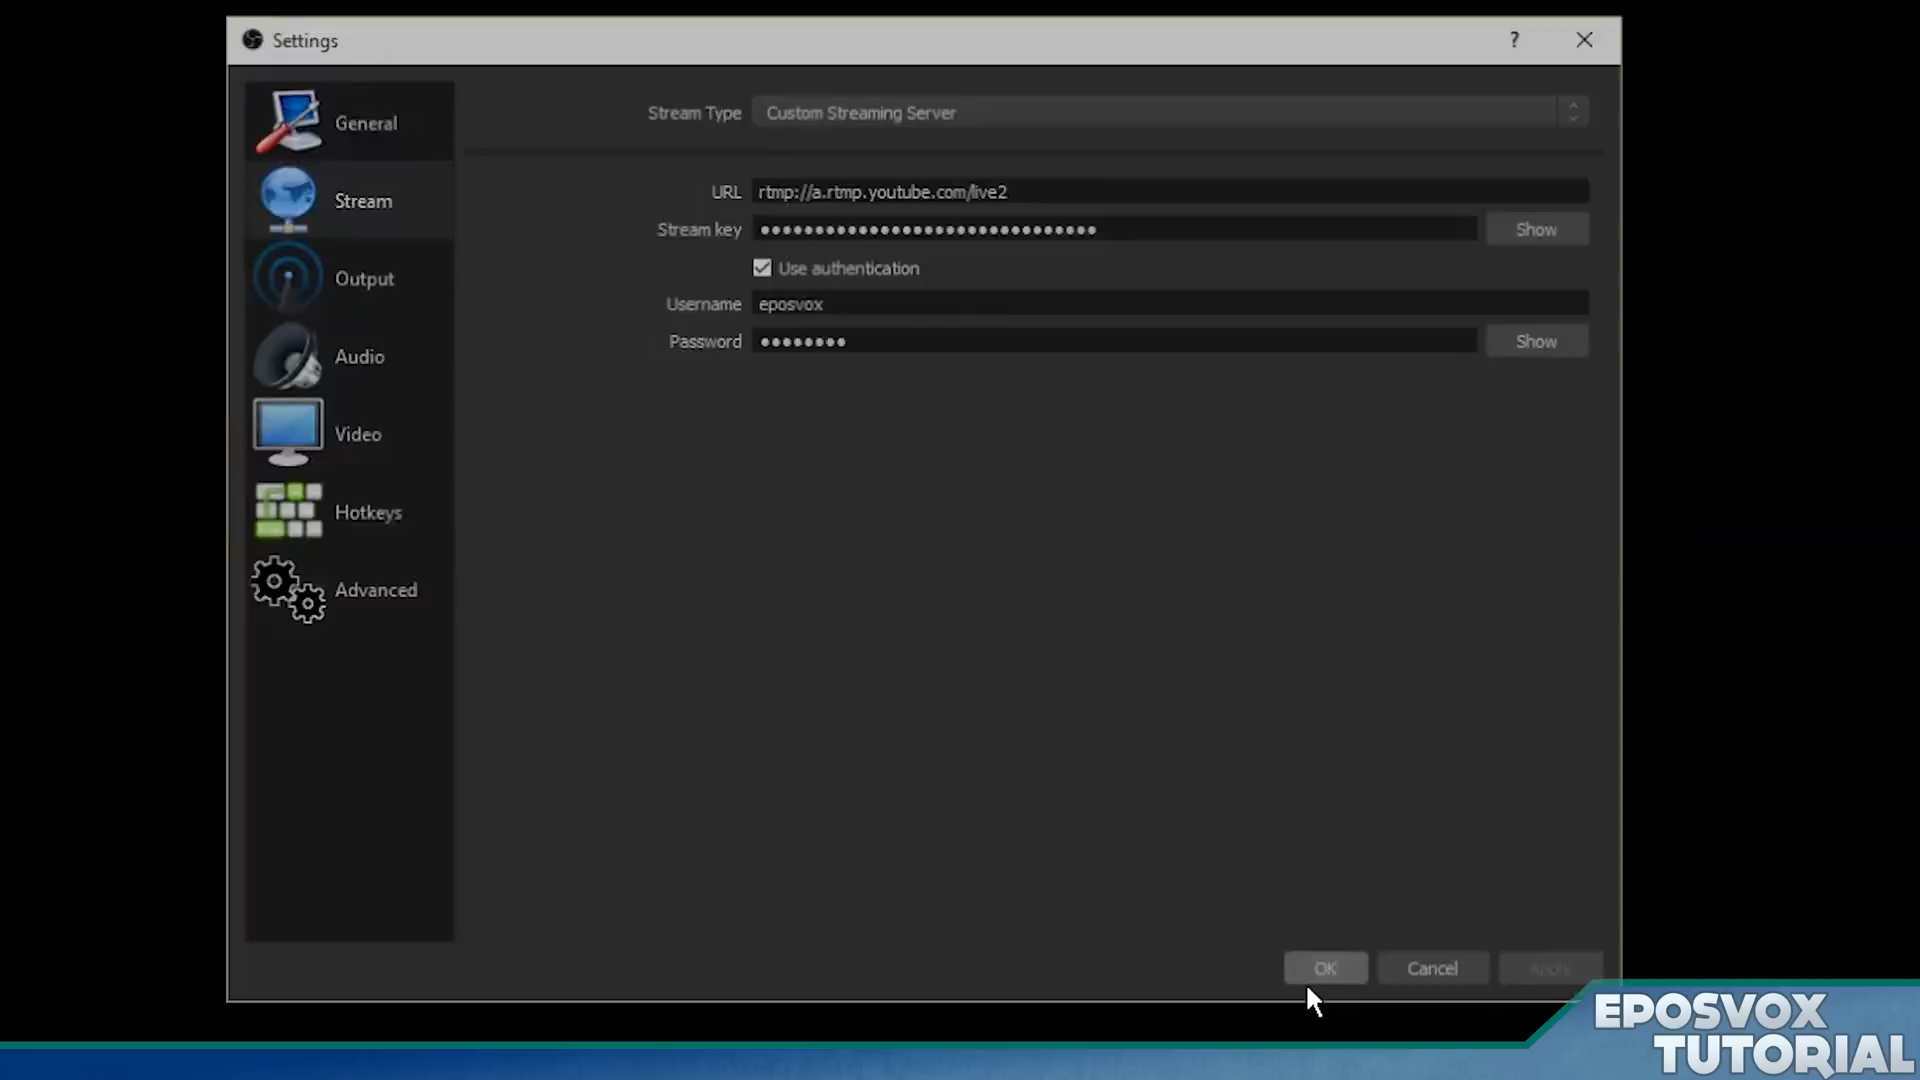 Settings
?
General
Stream
Output
Audio
Video
Hotkeys
Advanced
Stream Type Custom Streaming Server
URL rtmp://a.rtmp.youtube.com/live2
Stream key ●●●●●●●●●●●●●●●●●●●●●●●●●●●●●●● Show
Use authentication
Username eposvox
Password ●●●●●●●● Show
OK Cancel Apply
EPOSVOX
TUTORIAL